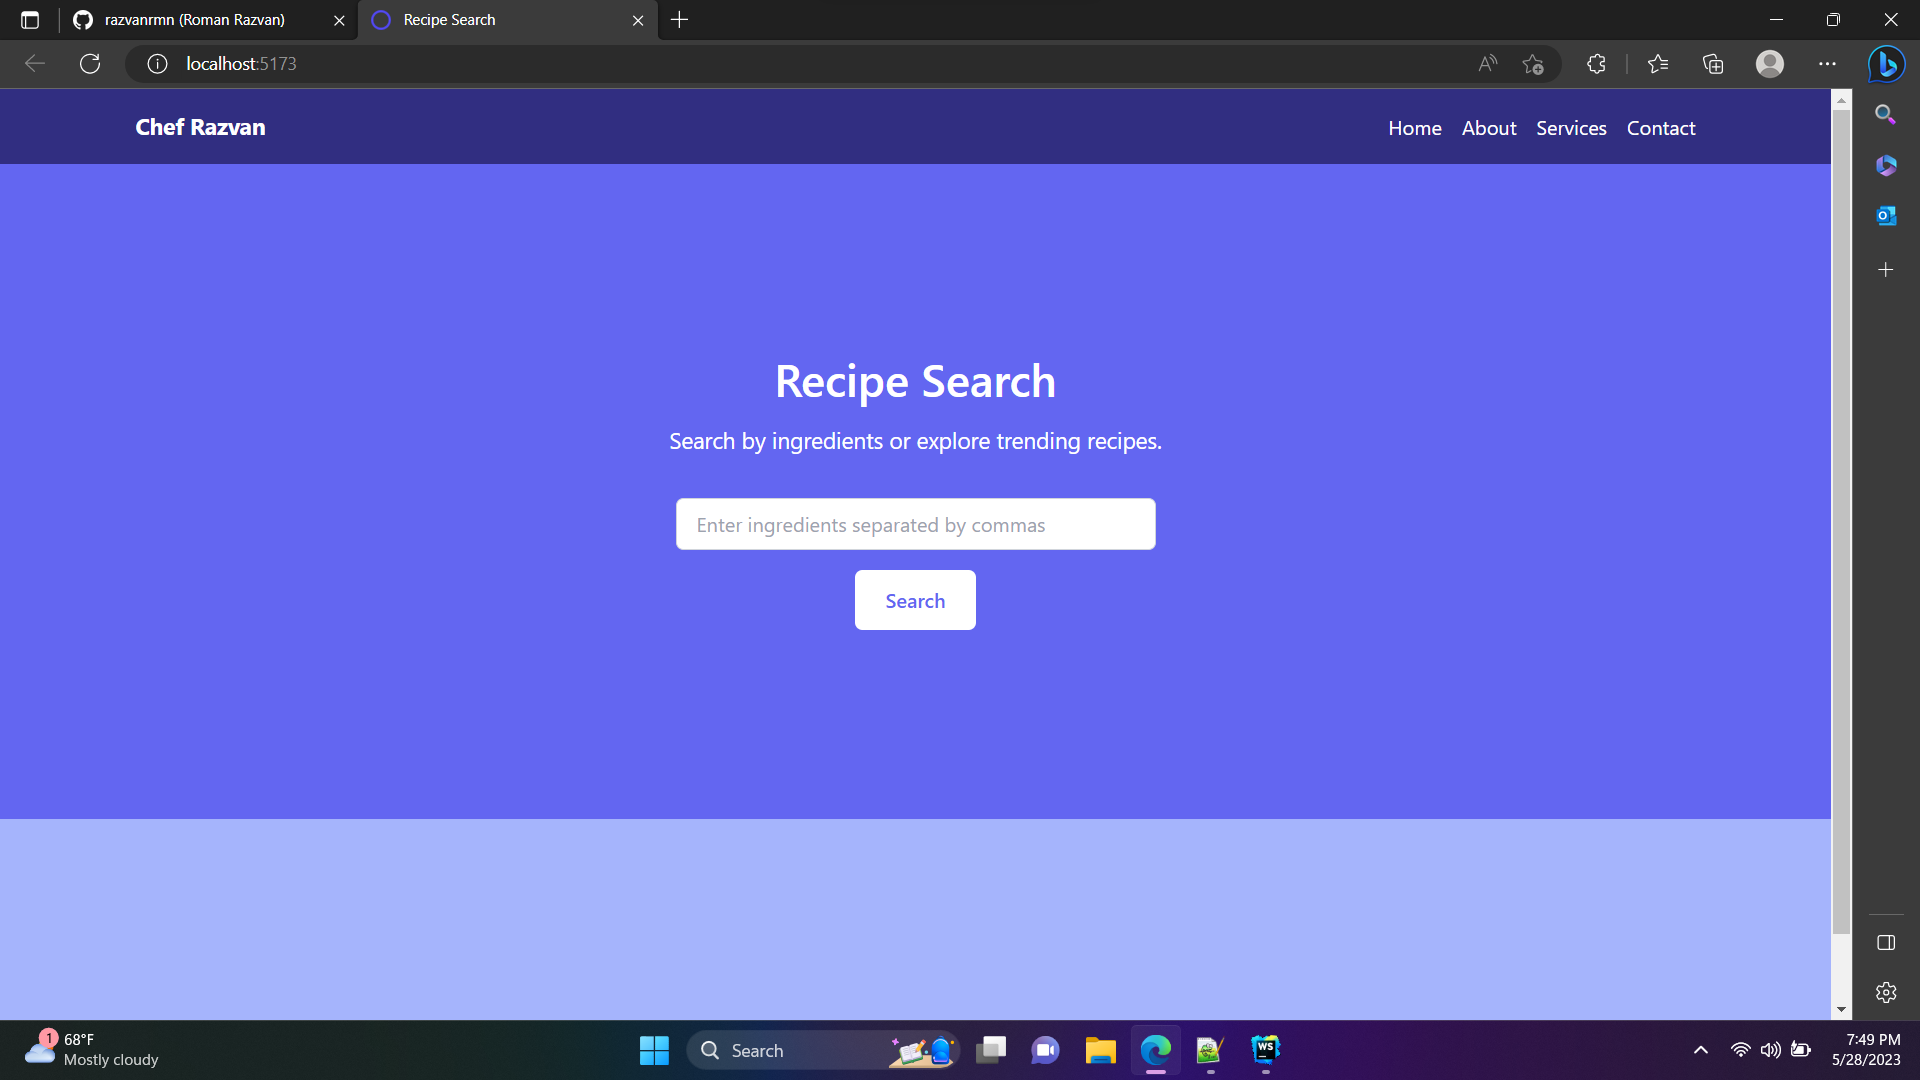 razvanrmn (Roman Razvan)
Recipe Search
localhost:5173
Chef Razvan
Home About Services Contact
Recipe Search
Search by ingredients or explore trending recipes.
Enter ingredients separated by commas
Search
1
68°F
Mostly cloudy
Search
WS
7:49 PM
5/28/2023